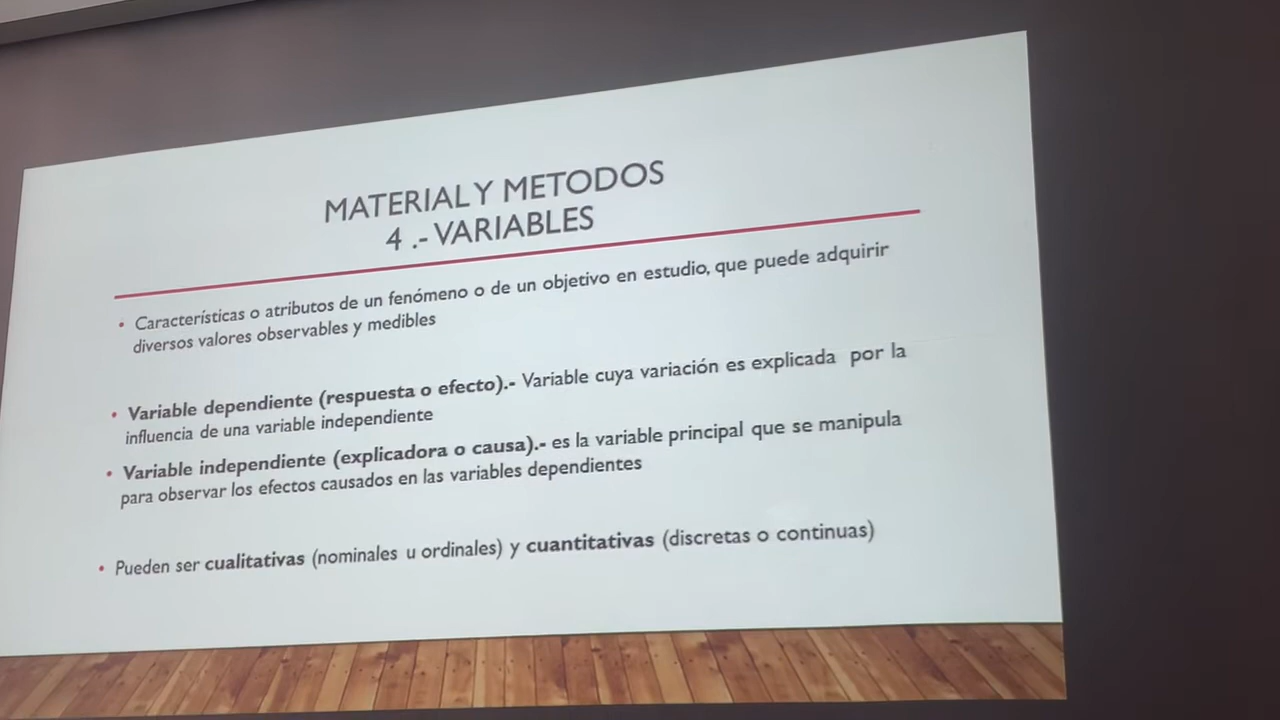 MATERIAL Y METODOS
4 .- VARIABLES
• Características o atributos de un fenómeno o de un objetivo en estudio, que puede adquirir
diversos valores observables y medibles
• Variable dependiente (respuesta o efecto).- Variable cuya variación es explicada por la
influencia de una variable independiente
• Variable independiente (explicadora o causa).- es la variable principal que se manipula
para observar los efectos causados en las variables dependientes
• Pueden ser cualitativas (nominales u ordinales) y cuantitativas (discretas o continuas)